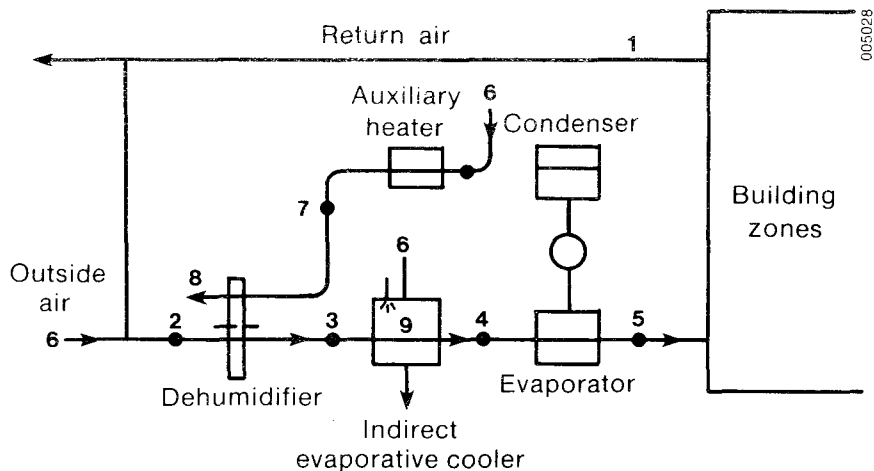 Return air
1
005028
Auxiliary
heater
6
Condenser
7
Building
zones
Outside
air
8
6
6
2
3
9
4
5
Dehumidifier
Evaporator
Indirect
evaporative cooler